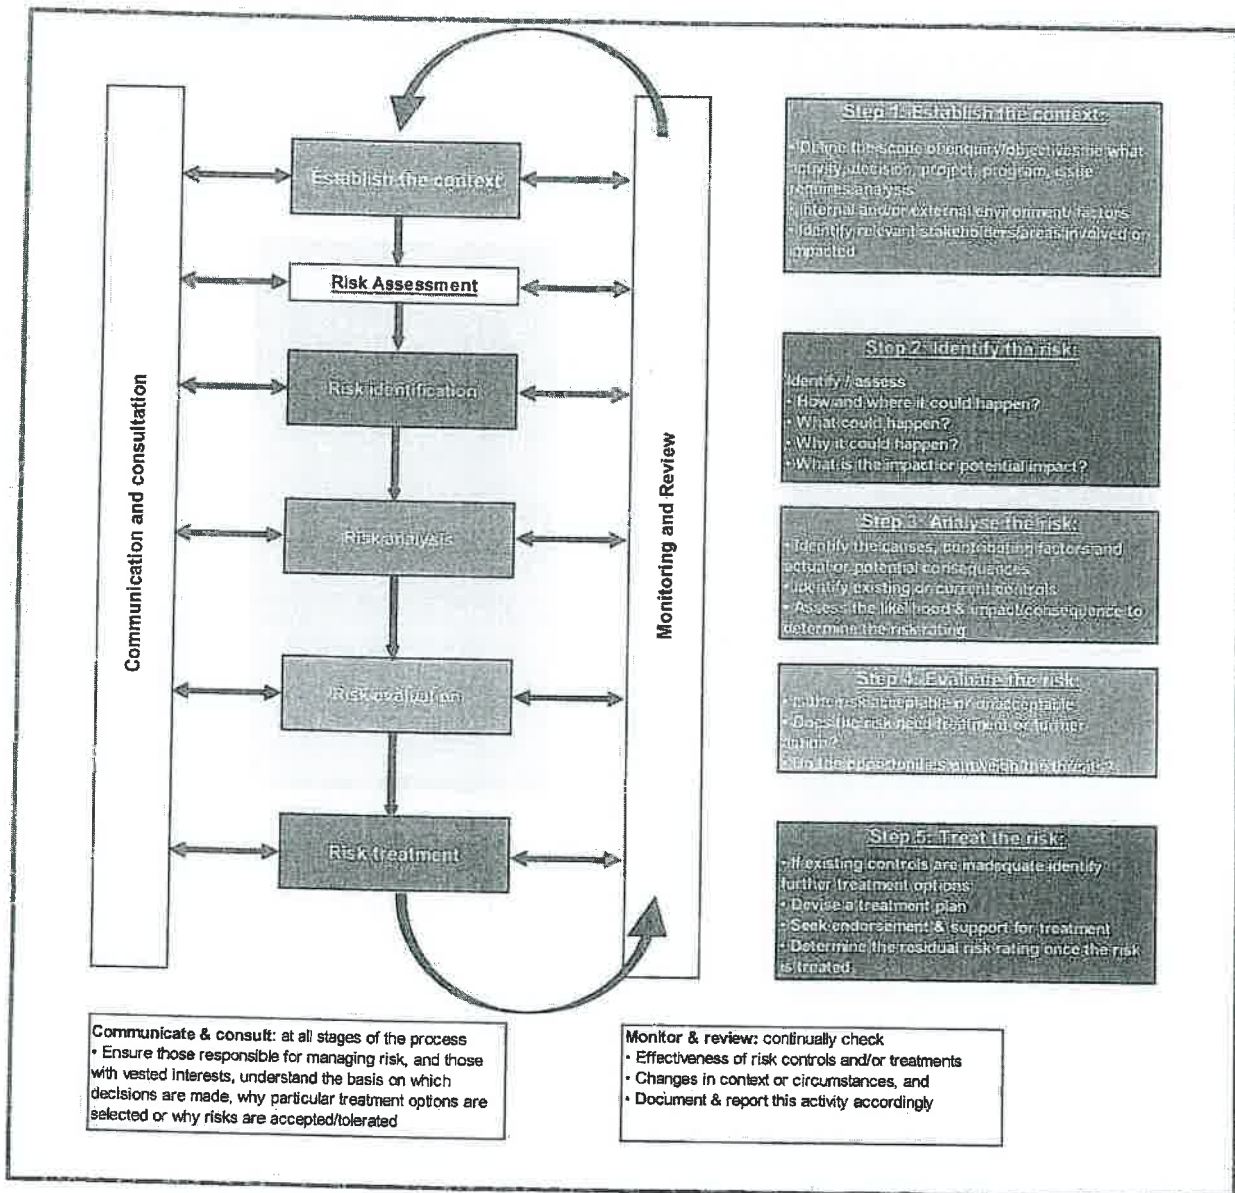 Establish the context
Risk Assessment
Risk identification
Risk analysis
Risk evaluation
Risk treatment
Communication and consultation
Monitoring and Review
Step 1: Establish the context:
• Define the scope of enquiry/objectives ie what
activity, decision, project, program, issue
requires analysis
• Internal and/or external environment/ factors
• Identify relevant stakeholders/areas involved or
impacted
Step 2: Identify the risk:
Identify / assess
• How and where it could happen?
• What could happen?
• Why it could happen?
• What is the impact or potential impact?
Step 3: Analyse the risk:
• Identify the causes, contributing factors and
actual or potential consequences
• Identify existing or current controls
• Assess the likelihood & impact/consequence to
determine the risk rating
Step 4: Evaluate the risk:
• Is the risk acceptable or unacceptable
• Does the risk need treatment or further
action?
• Do the opportunities outweigh the threats?
Step 5: Treat the risk:
• If existing controls are inadequate identify
further treatment options
• Devise a treatment plan
• Seek endorsement & support for treatment
• Determine the residual risk rating once the risk
is treated
Communicate & consult: at all stages of the process
• Ensure those responsible for managing risk, and those
with vested interests, understand the basis on which
decisions are made, why particular treatment options are
selected or why risks are accepted/tolerated
Monitor & review: continually check
• Effectiveness of risk controls and/or treatments
• Changes in context or circumstances, and
• Document & report this activity accordingly